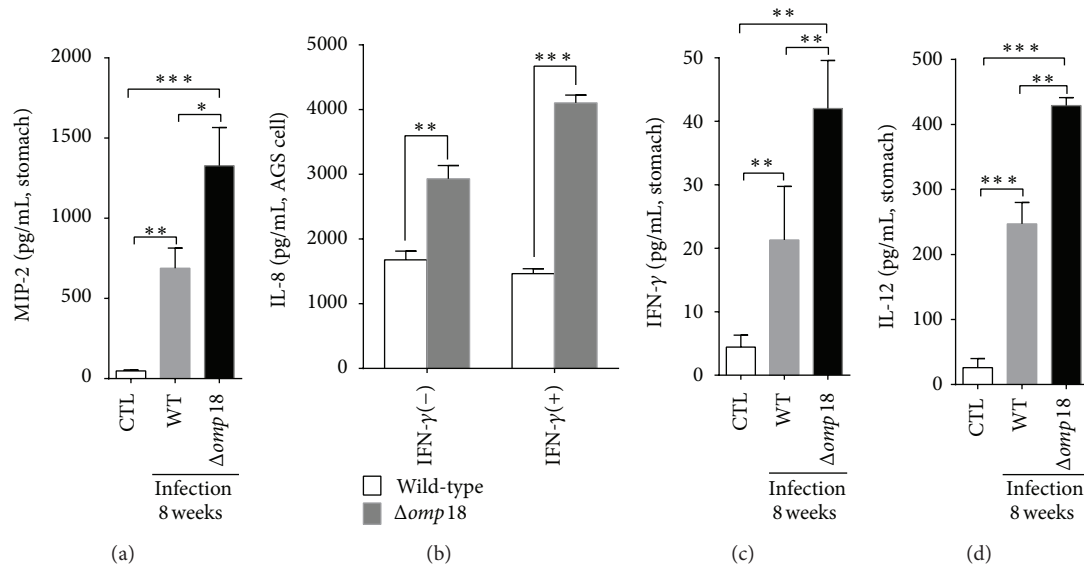 MIP-2 (pg/mL, stomach)
2000
1500
1000
500
0
***
*
**
CTL
WT
Δomp18
Infection
8 weeks
(a)
IL-8 (pg/mL, AGS cell)
5000
4000
3000
2000
1000
0
**
***
IFN-γ(−)
IFN-γ(+)
Wild-type
Δomp18
(b)
IFN-γ (pg/mL, stomach)
50
40
30
20
10
0
**
**
**
CTL
WT
Δomp18
Infection
8 weeks
(c)
IL-12 (pg/mL, stomach)
500
400
300
200
100
0
***
**
***
CTL
WT
Δomp18
Infection
8 weeks
(d)